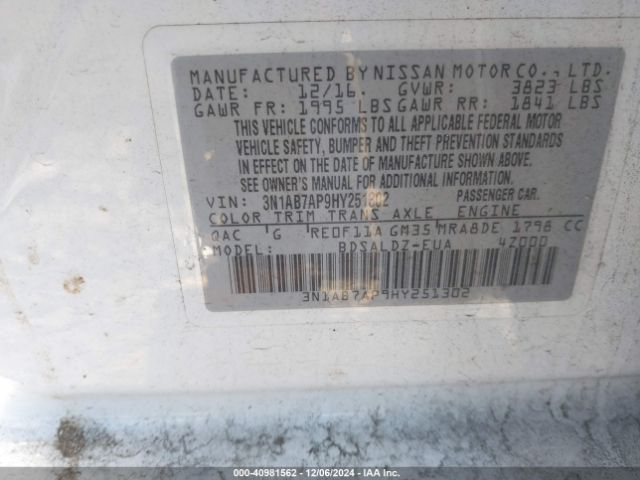 MANUFACTURED BY NISSAN MOTOR CO., LTD.
DATE: 12/16. GVWR: 3823 LBS
GAWR FR: 1995 LBS GAWR RR: 1841 LBS
THIS VEHICLE CONFORMS TO ALL APPLICABLE FEDERAL MOTOR
VEHICLE SAFETY, BUMPER AND THEFT PREVENTION STANDARDS
IN EFFECT ON THE DATE OF MANUFACTURE SHOWN ABOVE.
SEE OWNER'S MANUAL FOR ADDITIONAL INFORMATION.
VIN: 3N1AB7AP9HY251302 PASSENGER CAR.
COLOR TRIM TRANS AXLE ENGINE
QAC G RE0F11A GM35 MRA8DE 1798 CC
MODEL: BDSALDZ-EUA 4Z000
3N1AB7AP9HY251302
000-40981562 - 12/06/2024 - IAA Inc.